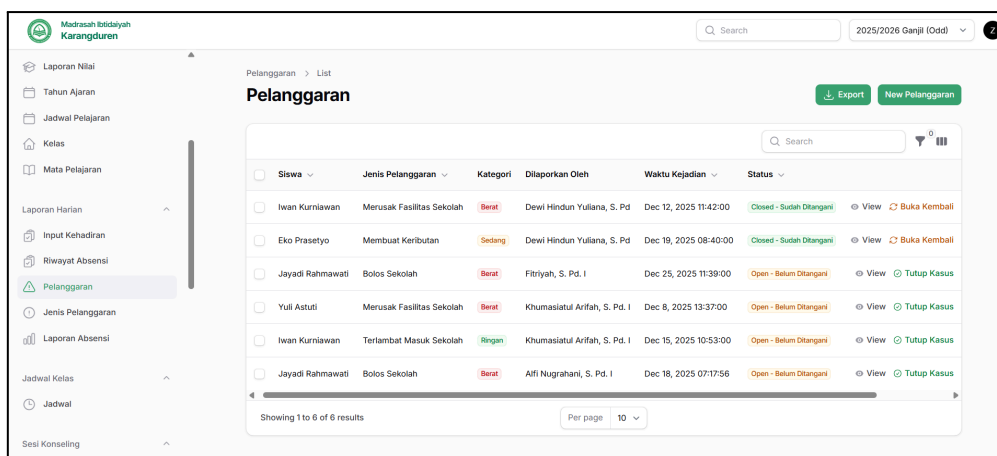 Madrasah Ibtidaiyah
Karangduren
Search
2025/2026 Ganjil (Odd)
Z
Laporan Nilai
Tahun Ajaran
Jadwal Pelajaran
Kelas
Mata Pelajaran
Laporan Harian
Input Kehadiran
Riwayat Absensi
Pelanggaran
Jenis Pelanggaran
Laporan Absensi
Jadwal Kelas
Jadwal
Sesi Konseling
Pelanggaran > List
Pelanggaran
Export New Pelanggaran
Search
0
Siswa Jenis Pelanggaran Kategori Dilaporkan Oleh Waktu Kejadian Status
Iwan Kurniawan Merusak Fasilitas Sekolah Berat Dewi Hindun Yuliana, S. Pd Dec 12, 2025 11:42:00 Closed - Sudah Ditangani View Buka Kembali
Eko Prasetyo Membuat Keributan Sedang Dewi Hindun Yuliana, S. Pd Dec 19, 2025 08:40:00 Closed - Sudah Ditangani View Buka Kembali
Jayadi Rahmawati Bolos Sekolah Berat Fitriyah, S. Pd. I Dec 25, 2025 11:39:00 Open - Belum Ditangani View Tutup Kasus
Yuli Astuti Merusak Fasilitas Sekolah Berat Khumasiatul Arifah, S. Pd. I Dec 8, 2025 13:37:00 Open - Belum Ditangani View Tutup Kasus
Iwan Kurniawan Terlambat Masuk Sekolah Ringan Khumasiatul Arifah, S. Pd. I Dec 15, 2025 10:53:00 Open - Belum Ditangani View Tutup Kasus
Jayadi Rahmawati Bolos Sekolah Berat Alfi Nugrahani, S. Pd. I Dec 18, 2025 07:17:56 Open - Belum Ditangani View Tutup Kasus
Showing 1 to 6 of 6 results
Per page 10